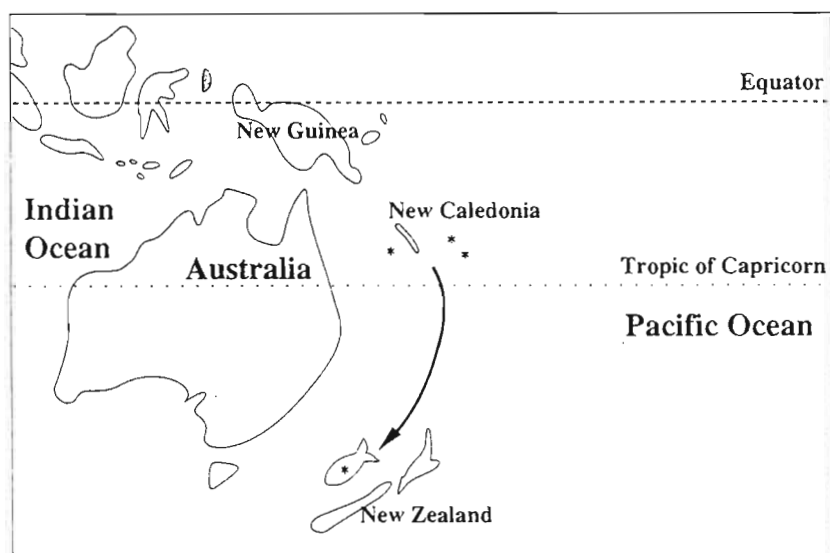 Equator
New Guinea
New Caledonia
Indian
Ocean
Australia
Tropic of Capricorn
Pacific Ocean
New Zealand